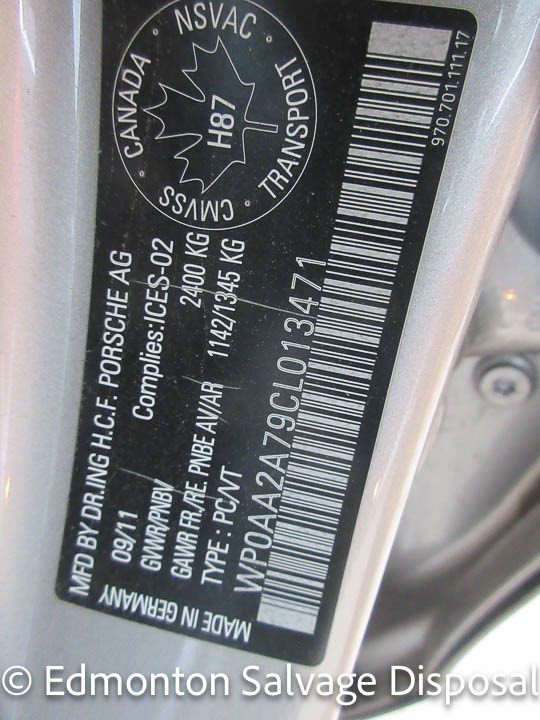 MFD BY DR.ING H.C.F. PORSCHE AG
09/11 Complies:ICES-02
GVWR/PNBV 2400 KG
GAWR FR./RE. PNBE AV/AR 1142/1345 KG
TYPE : PC/VT
WP0AA2A79CL013471
MADE IN GERMANY
970.701.111.17
CANADA
NSVAC
TRANSPORT
CMVSS
H87
© Edmonton Salvage Disposal